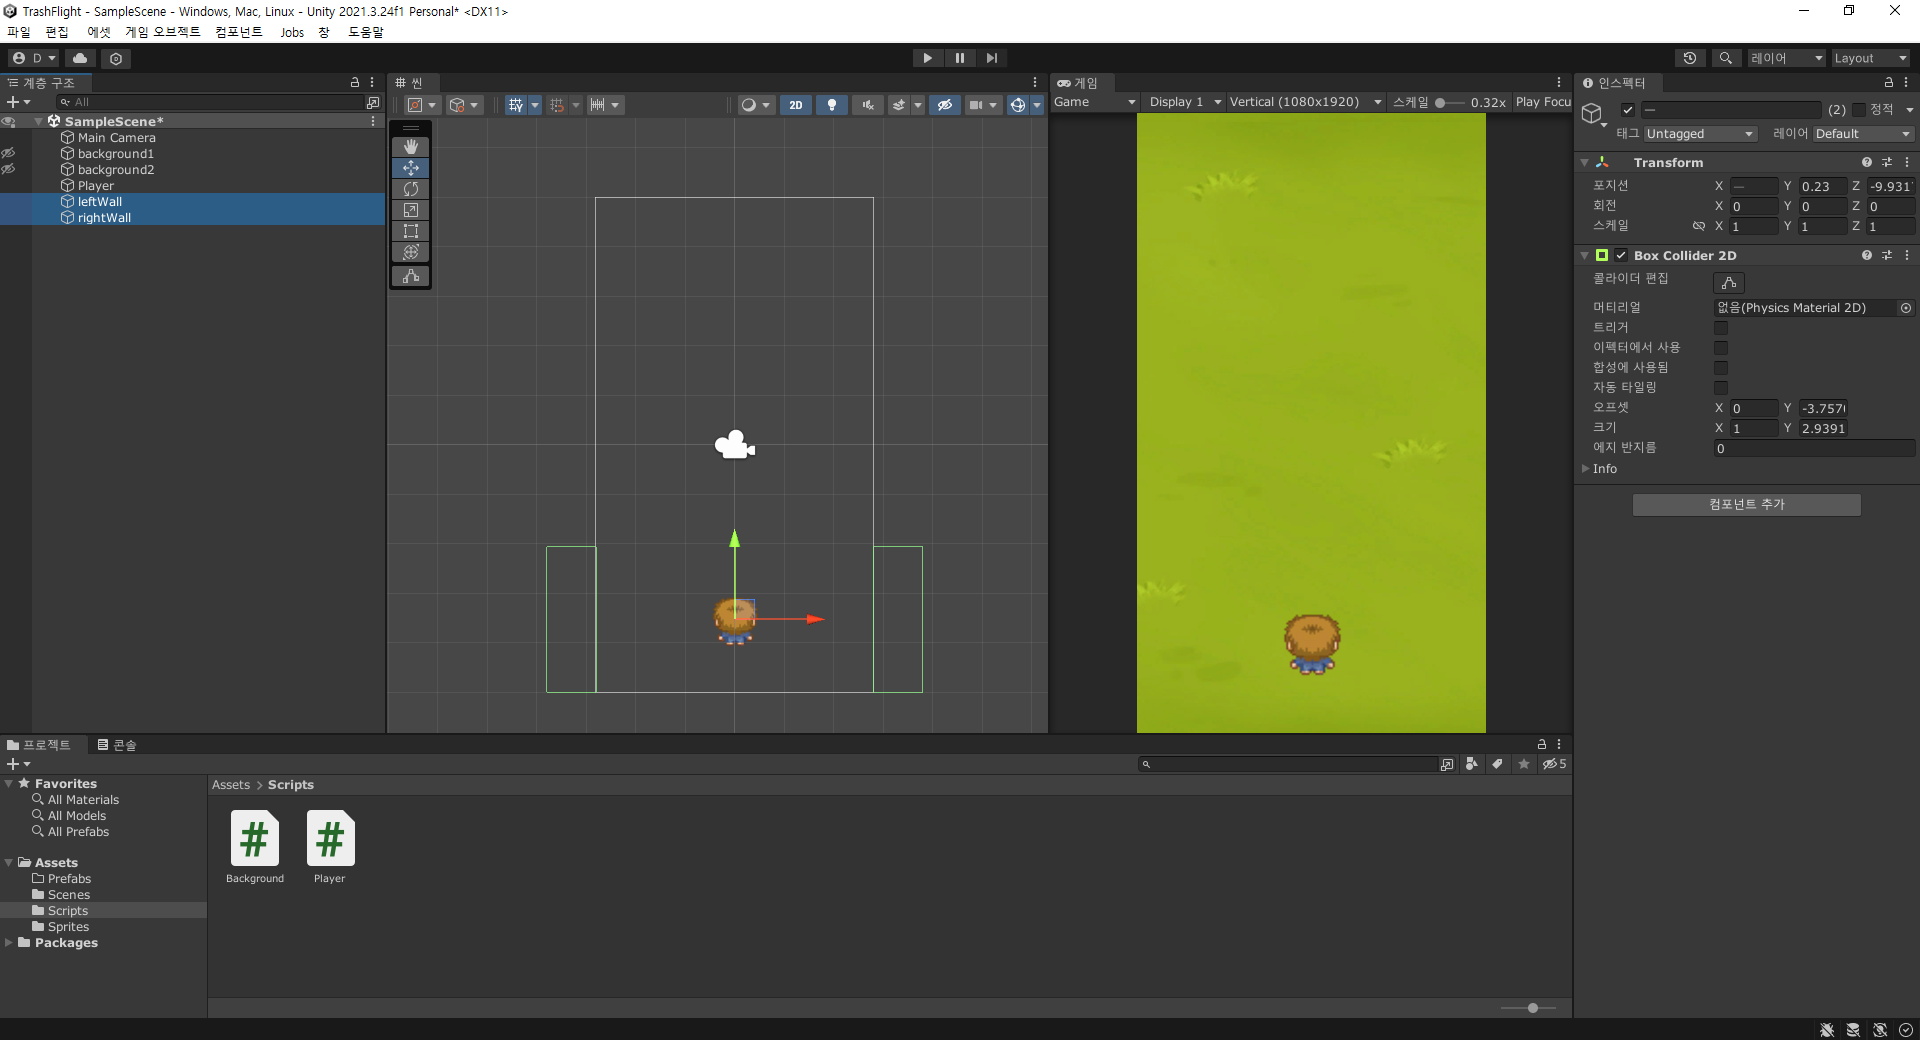 TrashFlight - SampleScene - Windows, Mac, Linux - Unity 2021.3.24f1 Personal* <DX11>
파일 편집 에셋 게임 오브젝트 컴포넌트 Jobs 창 도움말
D 레이어 Layout
계층 구조
All
SampleScene*
Main Camera
background1
background2
Player
leftWall
rightWall
씬
2D
게임
Game Display 1 Vertical (1080x1920) 스케일 0.32x Play Focu
인스펙터
— (2) 정적
태그 Untagged 레이어 Default
Transform
포지션 X — Y 0.23 Z -9.931
회전 X 0 Y 0 Z 0
스케일 X 1 Y 1 Z 1
Box Collider 2D
콜라이더 편집
머티리얼 없음(Physics Material 2D)
트리거
이펙터에서 사용
합성에 사용됨
자동 타일링
오프셋 X 0 Y -3.757
크기 X 1 Y 2.9391
에지 반지름 0
Info
컴포넌트 추가
프로젝트 콘솔
5
Favorites
All Materials
All Models
All Prefabs
Assets
Prefabs
Scenes
Scripts
Sprites
Packages
Assets > Scripts
# #
Background Player